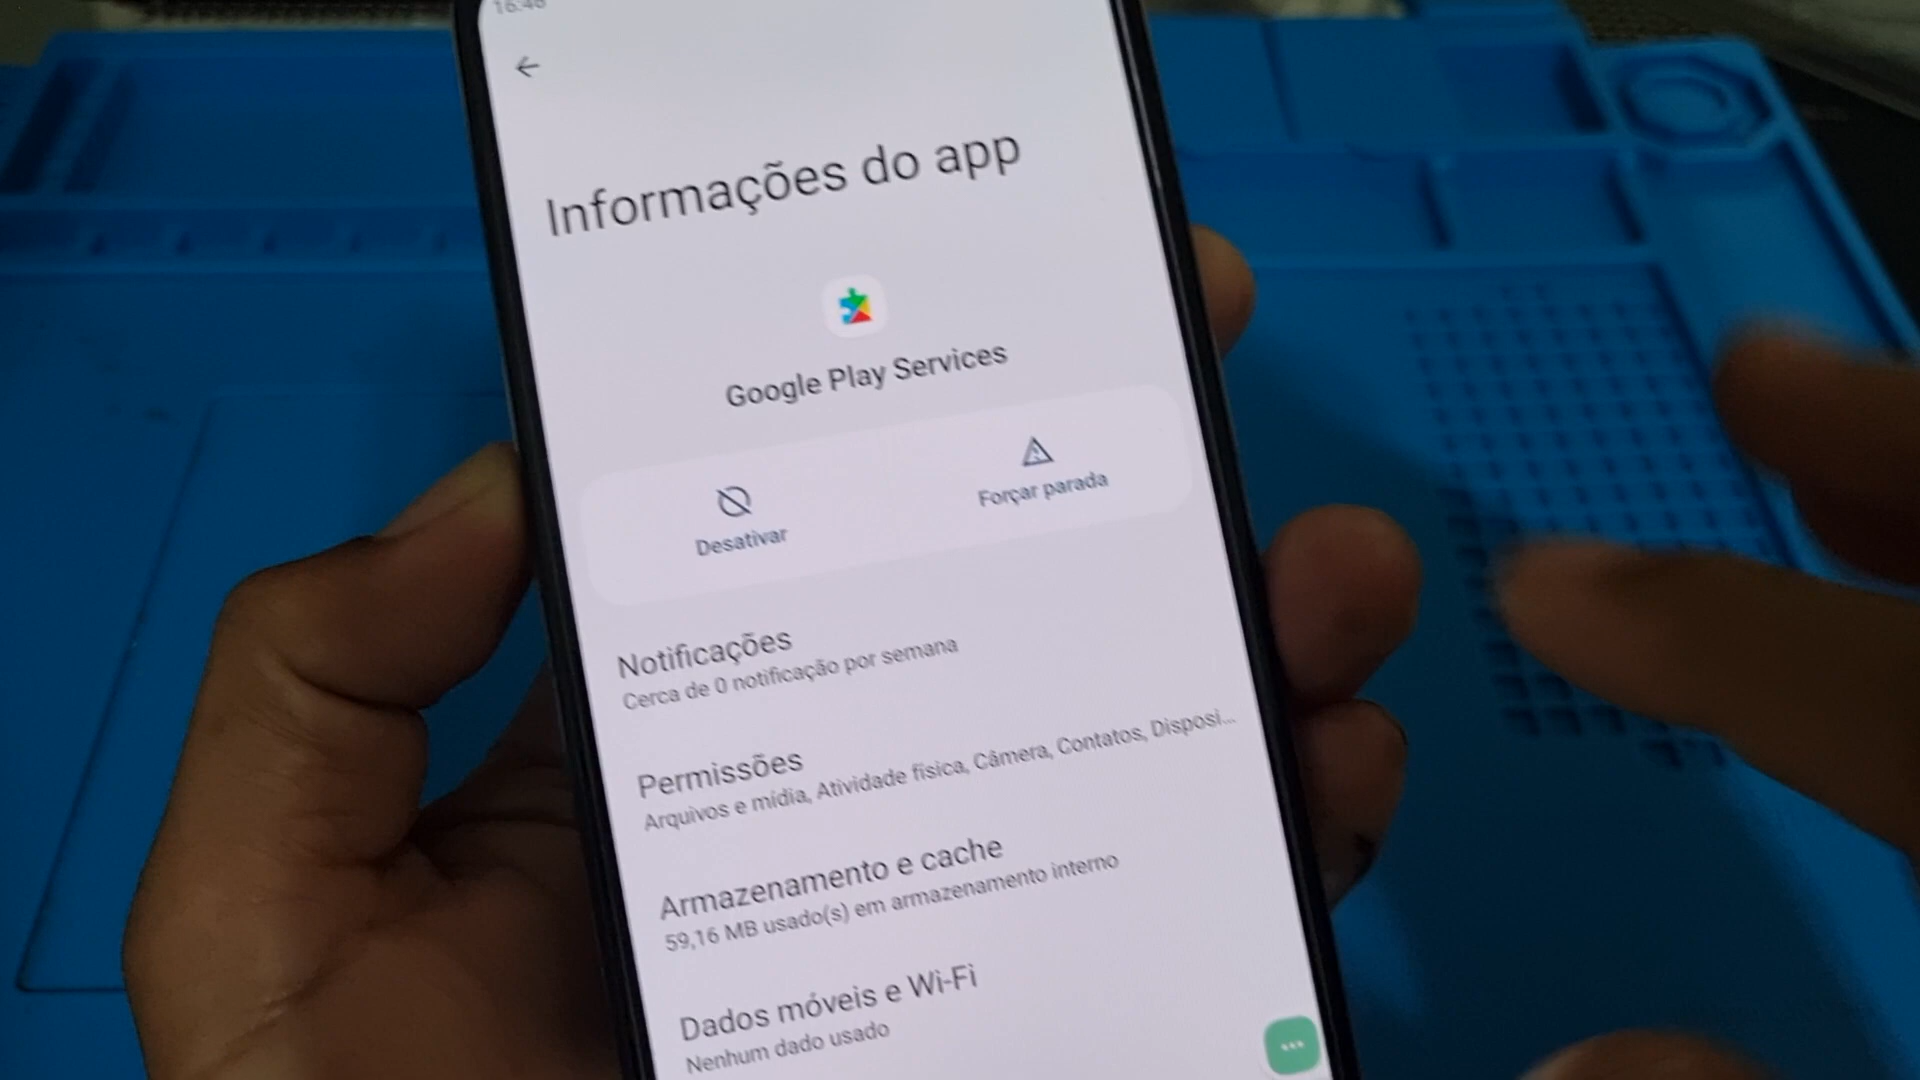 16:46
Informações do app
Google Play Services
Desativar
Forçar parada
Notificações
Cerca de 0 notificação por semana
Permissões
Arquivos e mídia, Atividade física, Câmera, Contatos, Disposi...
Armazenamento e cache
59,16 MB usado(s) em armazenamento interno
Dados móveis e Wi-Fi
Nenhum dado usado